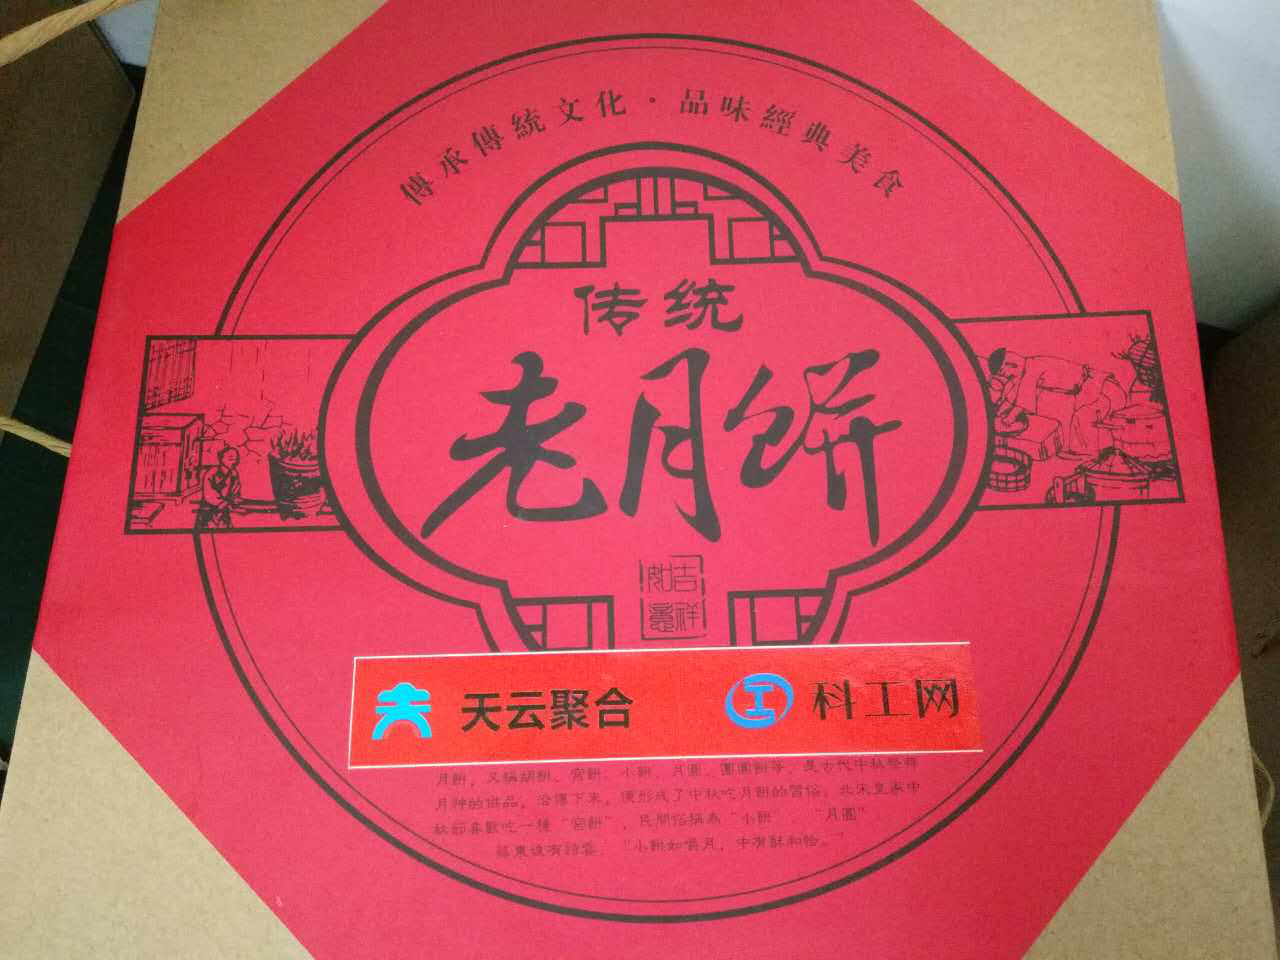 傳承傳統文化·品味經典美食
传统
老月餅
吉祥
如意
天云聚合
科工网
月餅，又稱胡餅、宮餅、小餅、月團、團圓餅等，是古代中秋祭拜
月神的供品，沿傳下來，便形成了中秋吃月餅的習俗。北宋皇家中
秋節喜歡吃一種“宮餅”，民間俗稱為“小餅”、“月團”
蘇東坡有詩雲：“小餅如嚼月，中有酥和飴。”